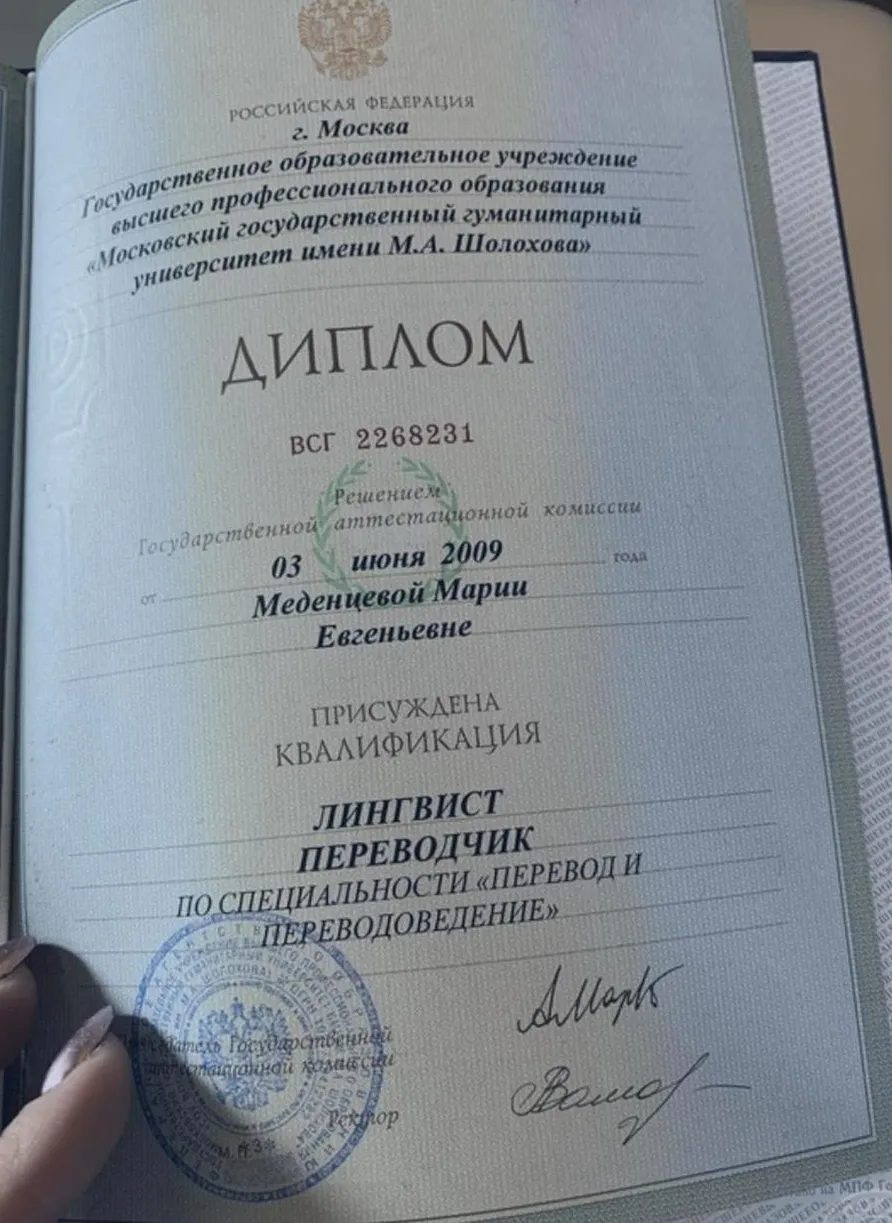 РОССИЙСКАЯ ФЕДЕРАЦИЯ
г. Москва
Государственное образовательное учреждение
высшего профессионального образования
«Московский государственный гуманитарный
университет имени М.А. Шолохова»
ДИПЛОМ
ВСГ 2268231
Решением
Государственной аттестационной комиссии
от 03 июня 2009 года
Меденцевой Марии
Евгеньевне
ПРИСУЖДЕНА
КВАЛИФИКАЦИЯ
ЛИНГВИСТ
ПЕРЕВОДЧИК
ПО СПЕЦИАЛЬНОСТИ «ПЕРЕВОД И
ПЕРЕВОДОВЕДЕНИЕ»
Государственной
аттестационной комиссии
Ректор